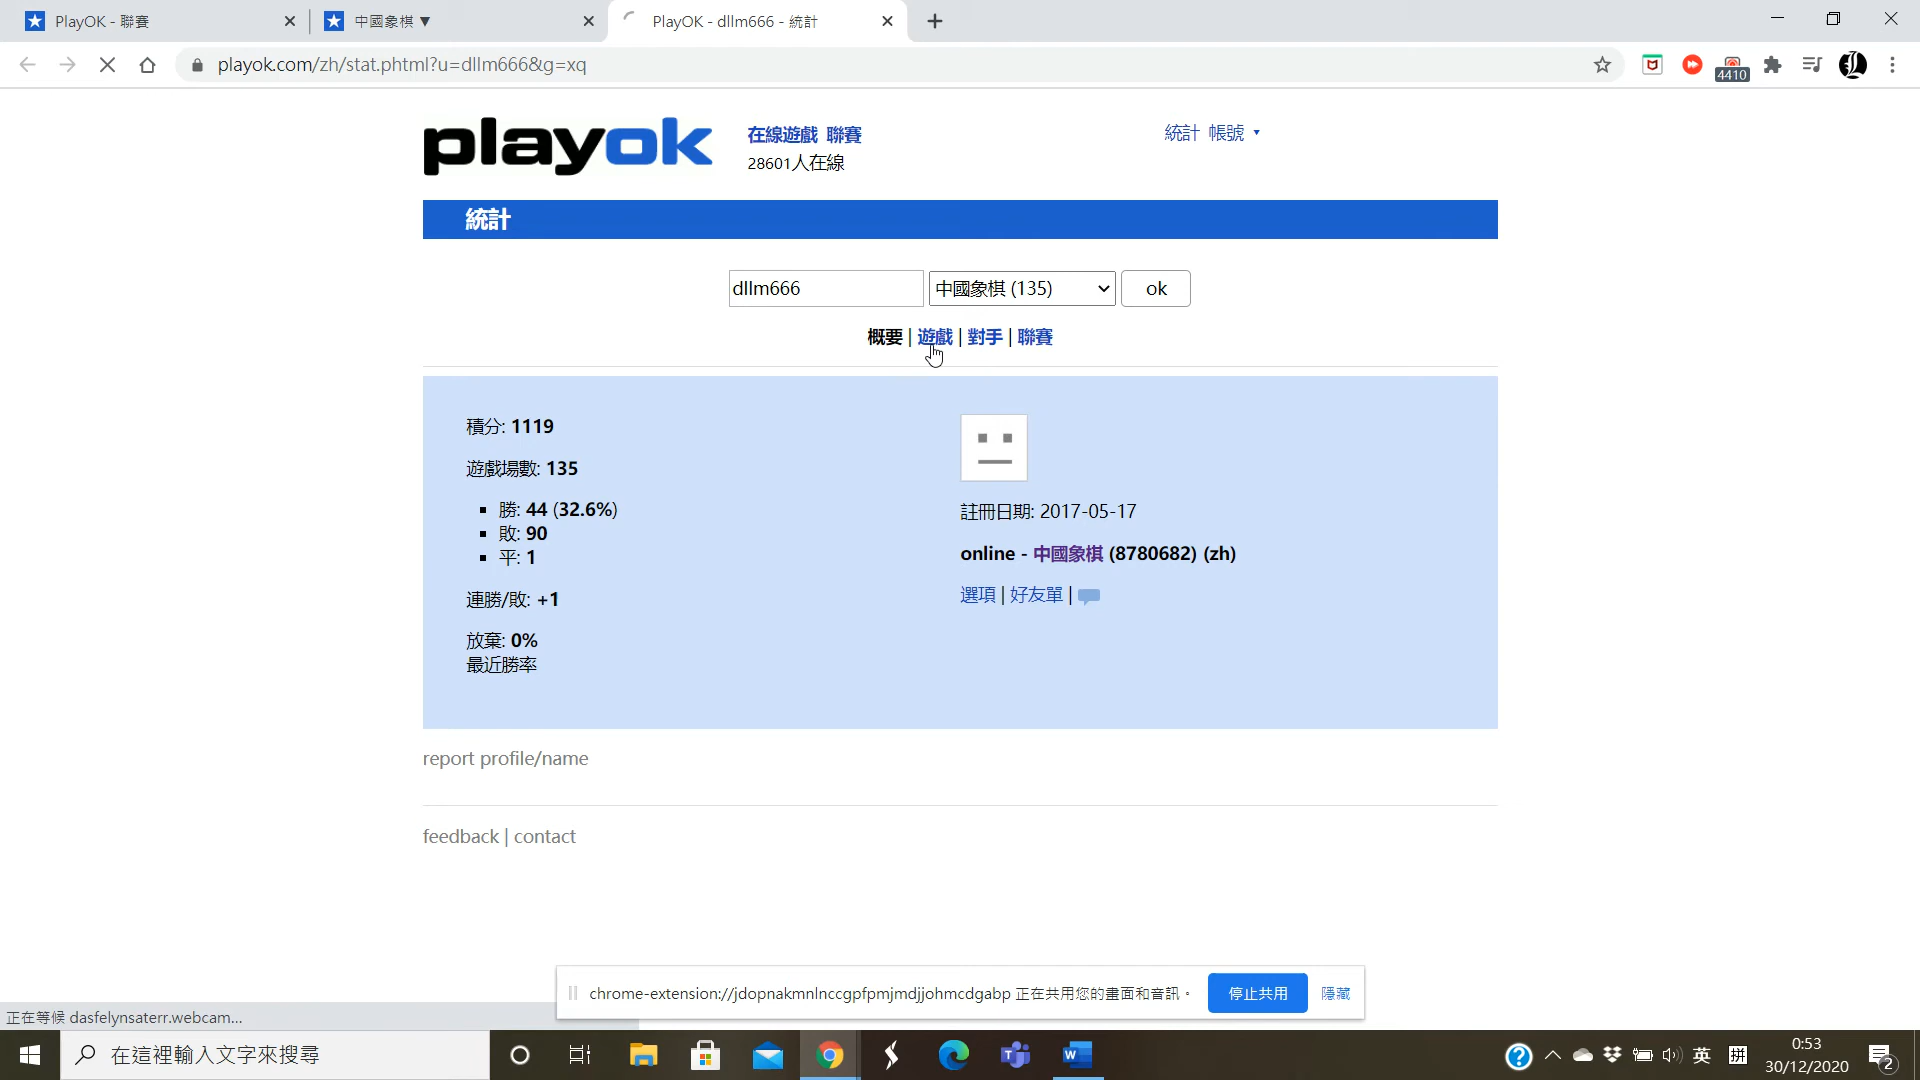 PlayOK - 聯賽
中國象棋 ▼
PlayOK - dllm666 - 統計
playok.com/zh/stat.phtml?u=dllm666&g=xq
4410
playok
在線遊戲 聯賽
28601人在線
統計 帳號 ▾
統計
dllm666
中國象棋 (135)
ok
概要 | 遊戲 | 對手 | 聯賽
積分: 1119
遊戲場數: 135
勝: 44 (32.6%)
敗: 90
平: 1
連勝/敗: +1
放棄: 0%
最近勝率
註冊日期: 2017-05-17
online - 中國象棋 (8780682) (zh)
選項 | 好友單 |
report profile/name
feedback | contact
chrome-extension://jdopnakmnlnccgpfpmjmdjjohmcdgabp 正在共用您的畫面和音訊。
停止共用
隱藏
正在等候 dasfelynsaterr.webcam...
在這裡輸入文字來搜尋
英
拼
0:53
30/12/2020
2